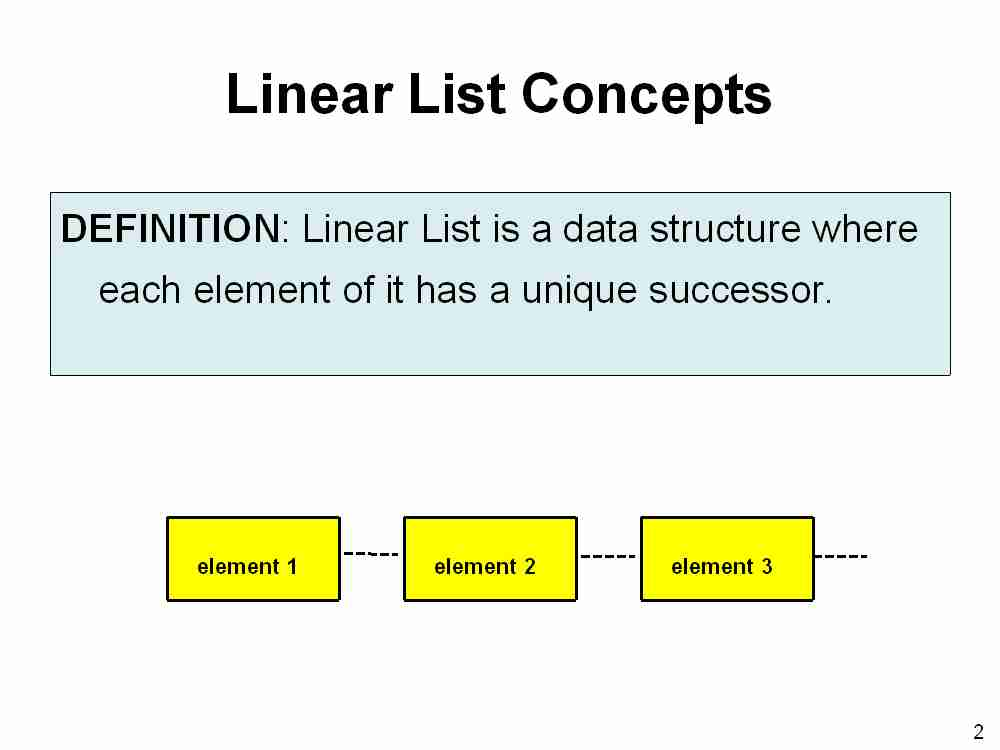 Linear List Concepts
DEFINITION: Linear List is a data structure where
each element of it has a unique successor.
element 1
element 2
element 3
2